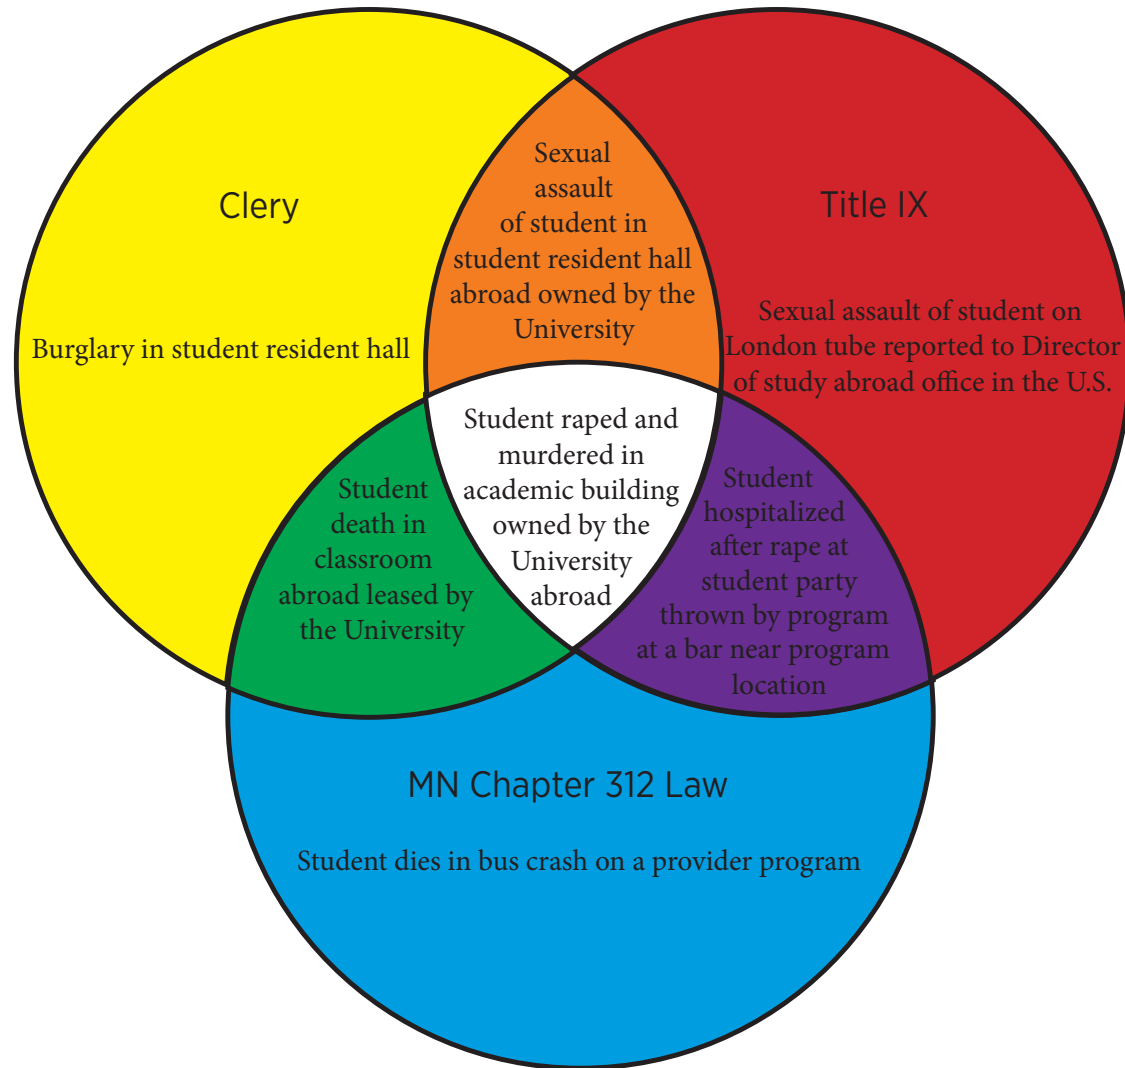 Clery
Burglary in student resident hall
Sexual
assault
of student in
student resident hall
abroad owned by the
University
Title IX
Sexual assault of student on
London tube reported to Director
of study abroad office in the U.S.
Student raped and
murdered in
academic building
owned by the
University
abroad
Student
death in
classroom
abroad leased by
the University
Student
hospitalized
after rape at
student party
thrown by program
at a bar near program
location
MN Chapter 312 Law
Student dies in bus crash on a provider program